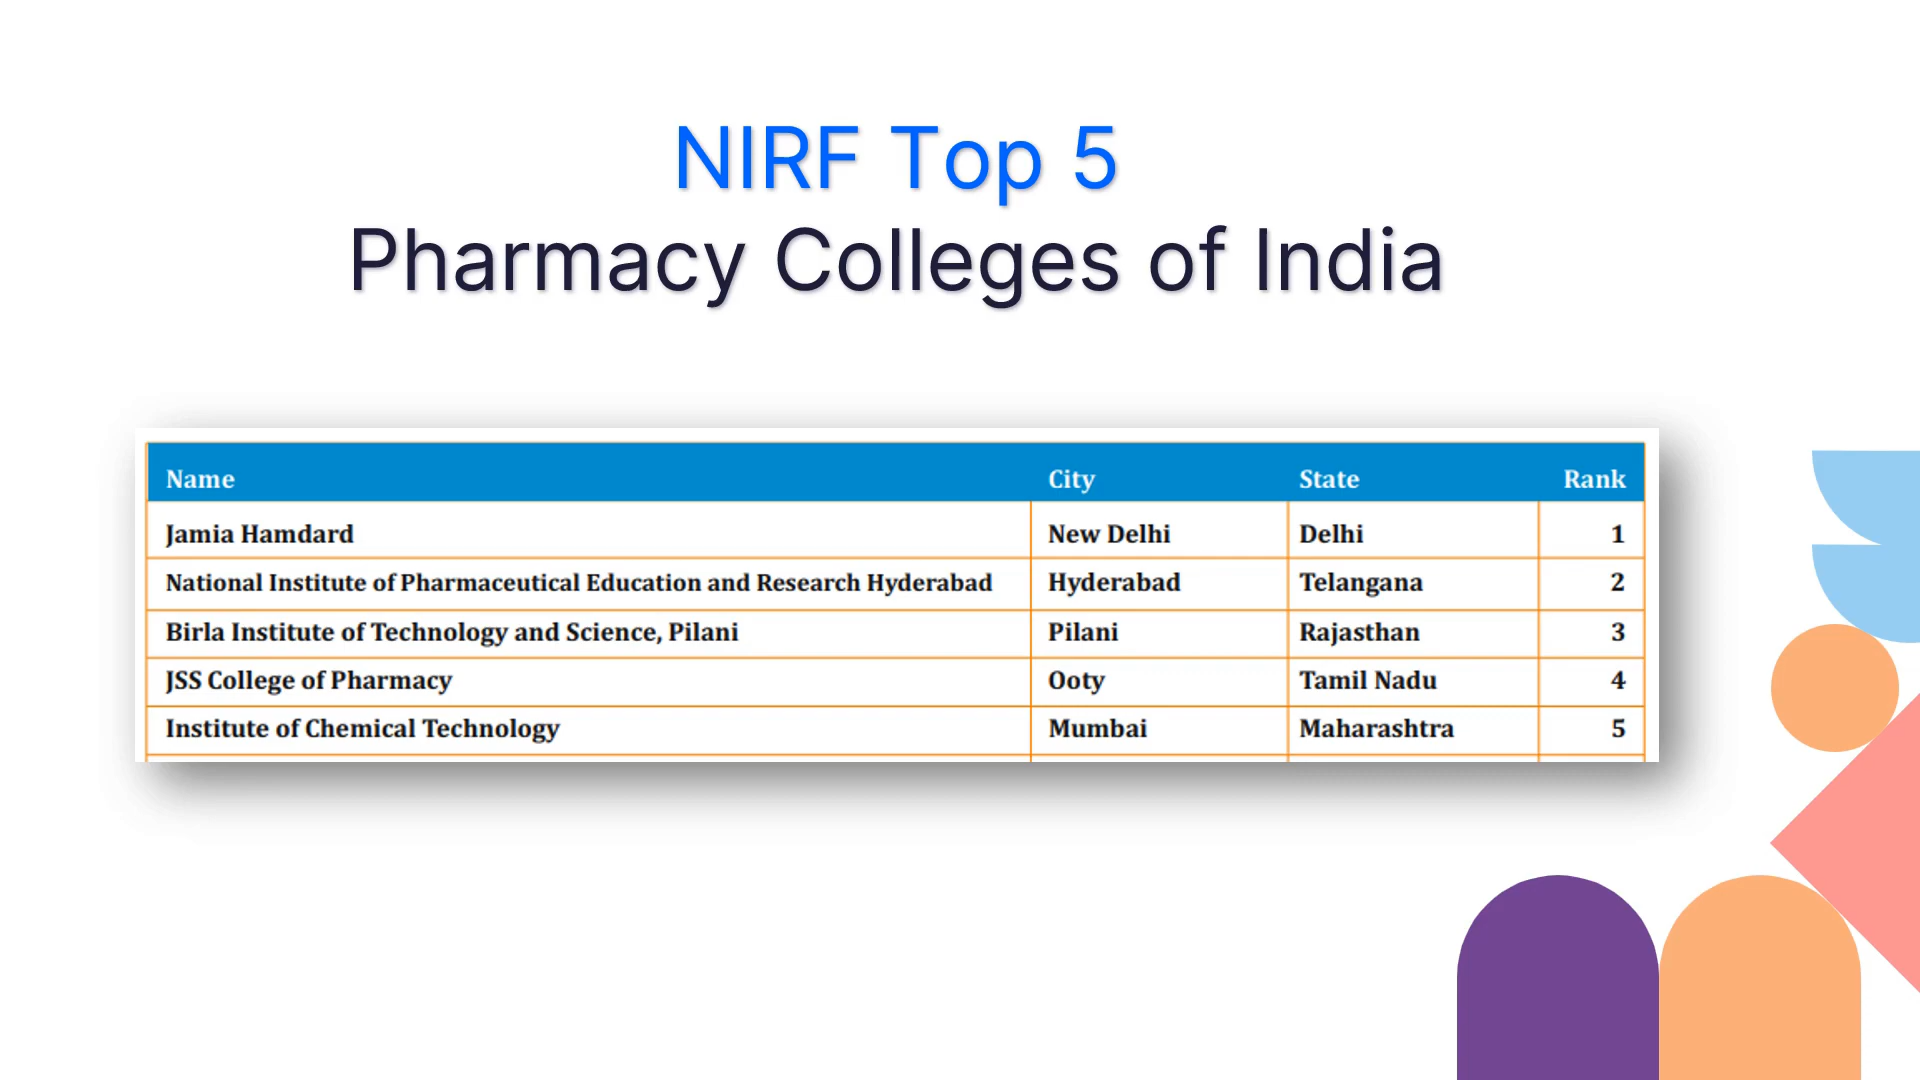 NIRF Top 5
Pharmacy Colleges of India
Name City State Rank
Jamia Hamdard New Delhi Delhi 1
National Institute of Pharmaceutical Education and Research Hyderabad Hyderabad Telangana 2
Birla Institute of Technology and Science, Pilani Pilani Rajasthan 3
JSS College of Pharmacy Ooty Tamil Nadu 4
Institute of Chemical Technology Mumbai Maharashtra 5